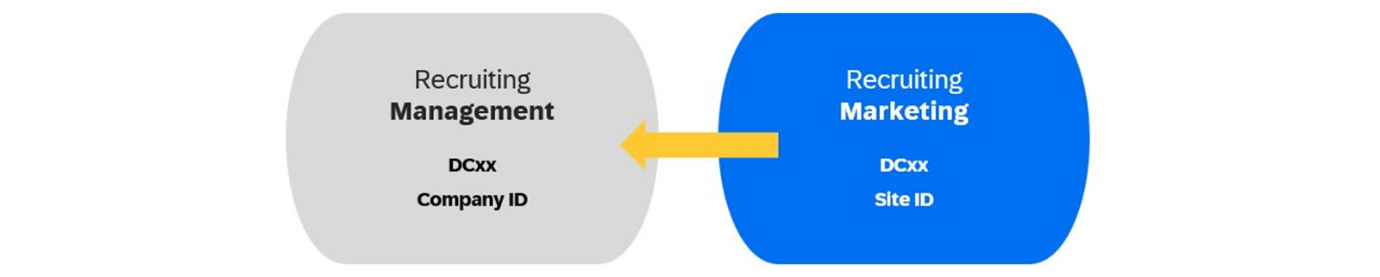 Recruiting
Management
DCxx
Company ID
Recruiting
Marketing
DCxx
Site ID